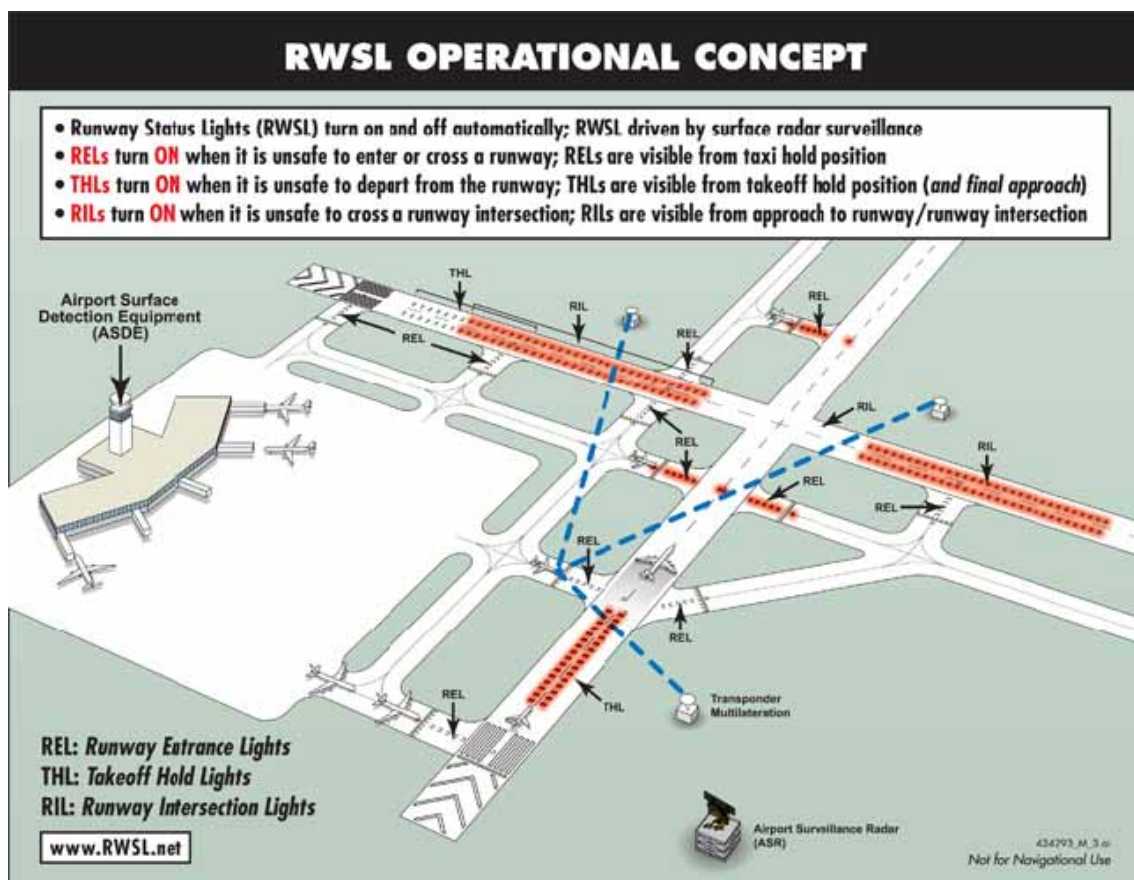 RWSL OPERATIONAL CONCEPT
• Runway Status Lights (RWSL) turn on and off automatically; RWSL driven by surface radar surveillance
• RELs turn ON when it is unsafe to enter or cross a runway; RELs are visible from taxi hold position
• THLs turn ON when it is unsafe to depart from the runway; THLs are visible from takeoff hold position (and final approach)
• RILs turn ON when it is unsafe to cross a runway intersection; RILs are visible from approach to runway/runway intersection
THL
Airport Surface
Detection Equipment
(ASDE)
RIL
REL
REL
REL
RIL
REL
RIL
REL
REL
REL
REL
REL
THL
Transponder
Multilateration
REL: Runway Entrance Lights
THL: Takeoff Hold Lights
RIL: Runway Intersection Lights
www.RWSL.net
Airport Surveillance Radar
(ASR)
434293_M_3.ai
Not for Navigational Use